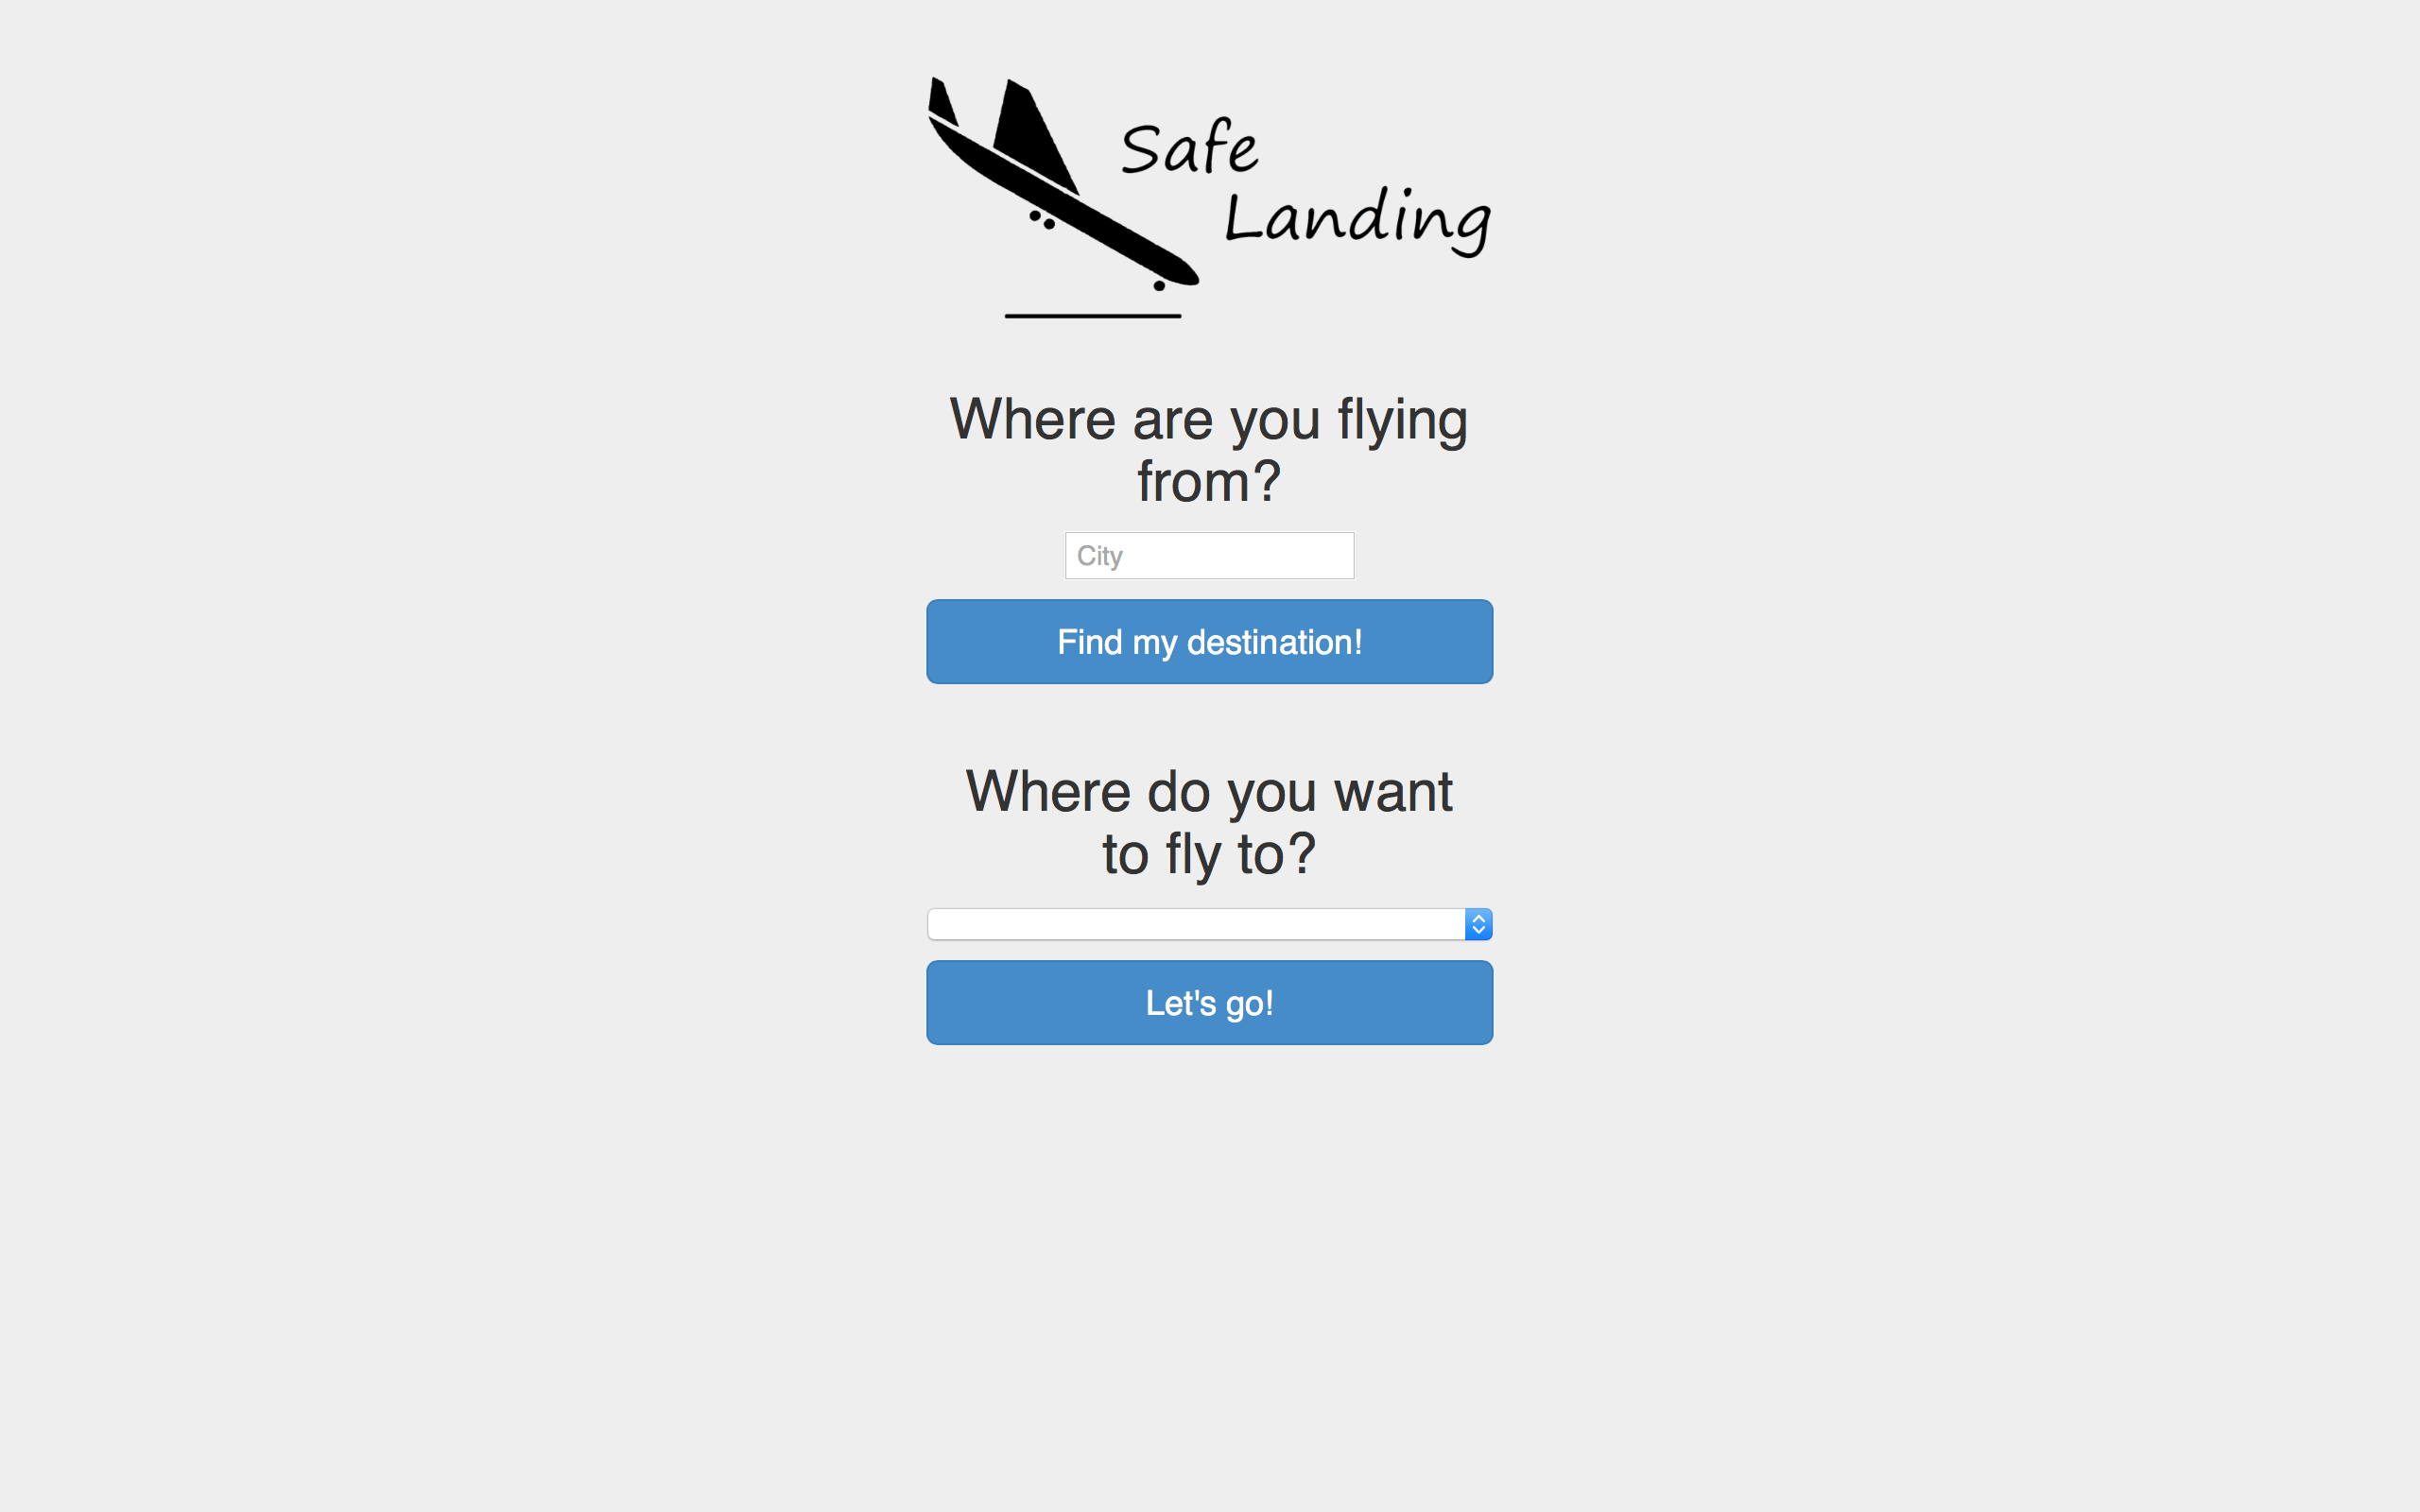 Safe
Landing
Where are you flying
from?
City
Find my destination!
Where do you want
to fly to?
Let's go!